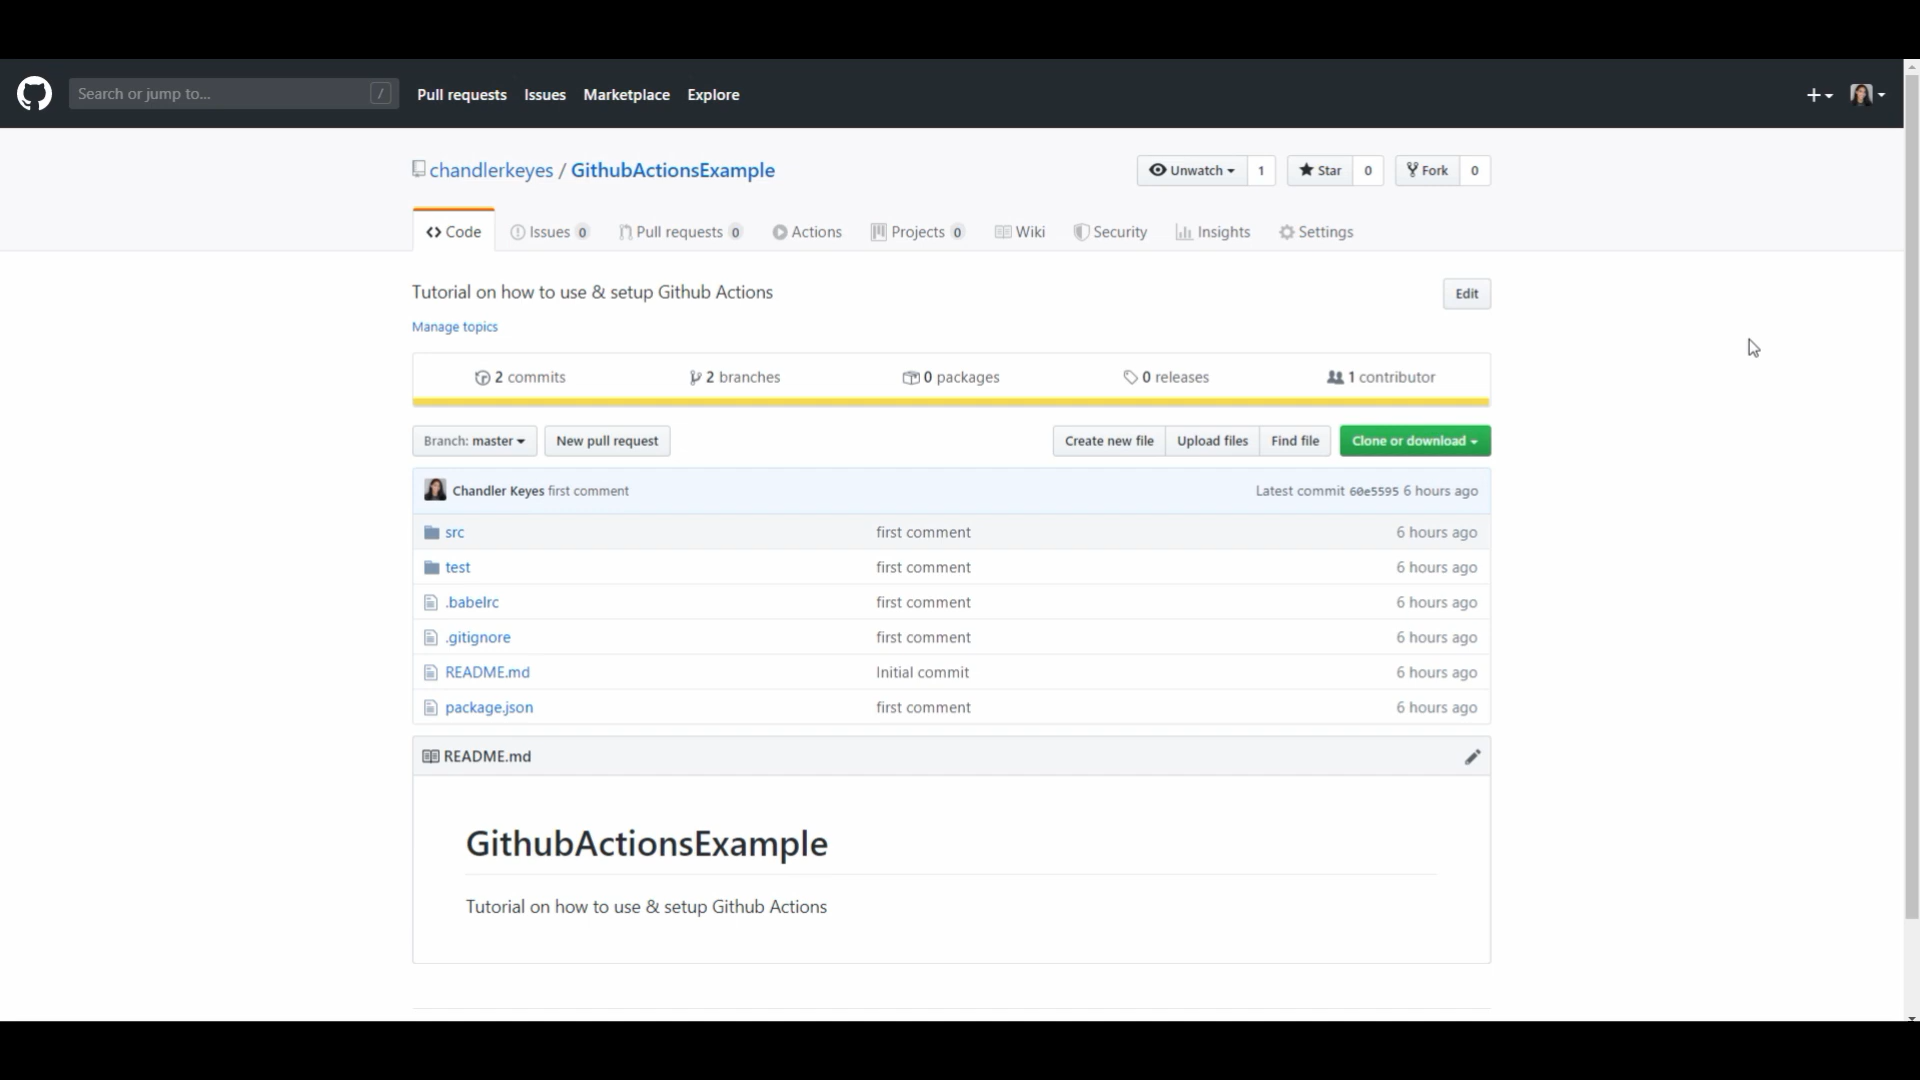 Search or jump to... / Pull requests Issues Marketplace Explore
chandlerkeyes / GithubActionsExample Unwatch 1 Star 0 Fork 0
Code Issues 0 Pull requests 0 Actions Projects 0 Wiki Security Insights Settings
Tutorial on how to use & setup Github Actions Edit
Manage topics
2 commits 2 branches 0 packages 0 releases 1 contributor
Branch: master New pull request Create new file Upload files Find file Clone or download
Chandler Keyes first comment Latest commit 60e5595 6 hours ago
src first comment 6 hours ago
test first comment 6 hours ago
.babelrc first comment 6 hours ago
.gitignore first comment 6 hours ago
README.md Initial commit 6 hours ago
package.json first comment 6 hours ago
README.md
GithubActionsExample
Tutorial on how to use & setup Github Actions